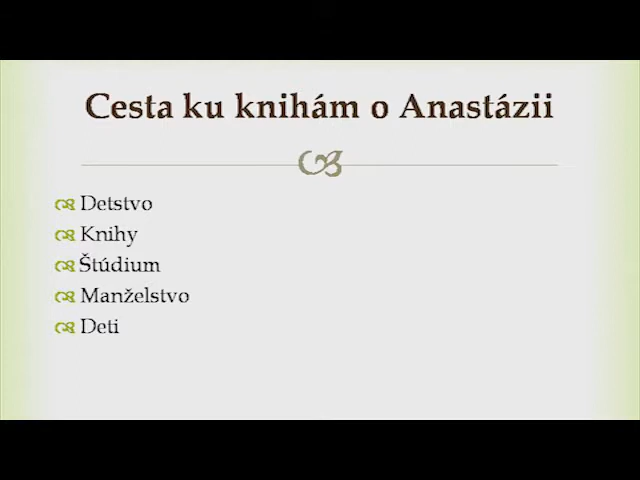 Cesta ku knihám o Anastázii
Detstvo
Knihy
Štúdium
Manželstvo
Deti